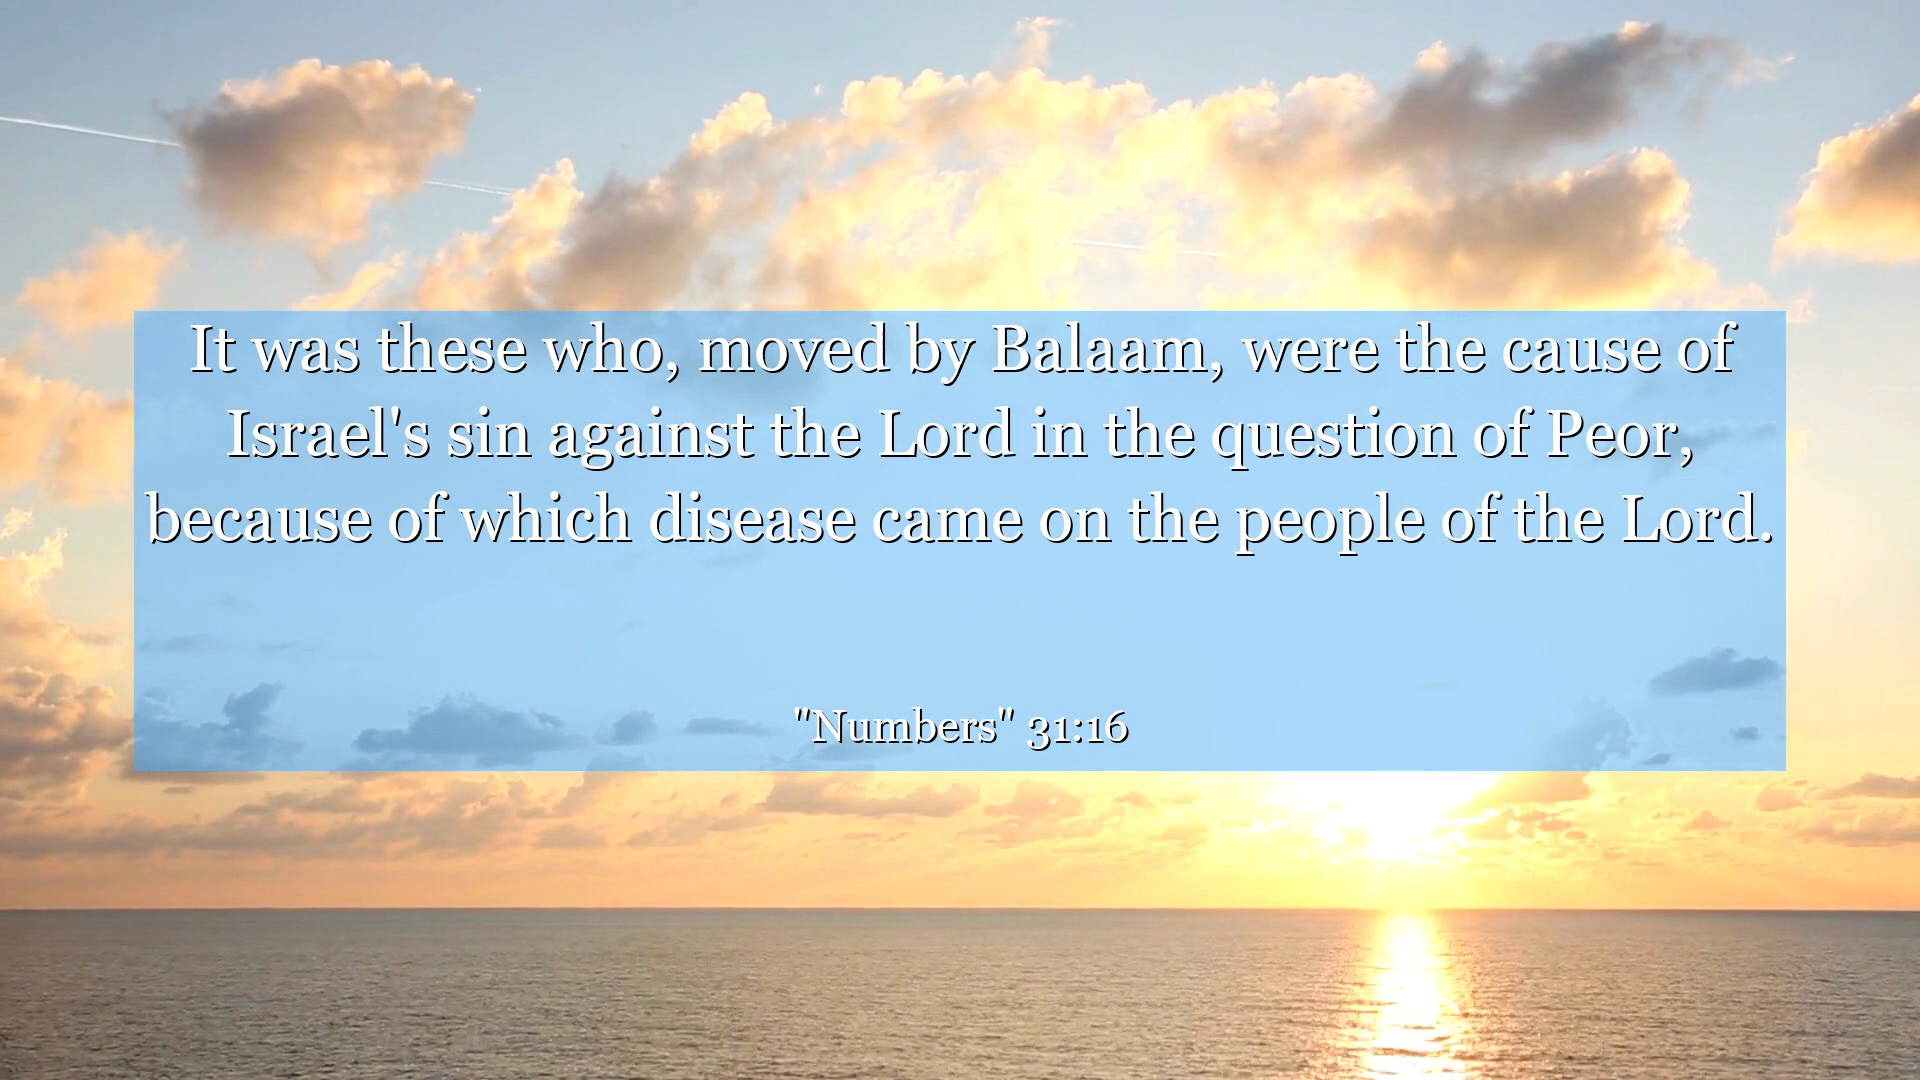 It was these who, moved by Balaam, were the cause of
Israel's sin against the Lord in the question of Peor,
because of which disease came on the people of the Lord.
"Numbers" 31:16